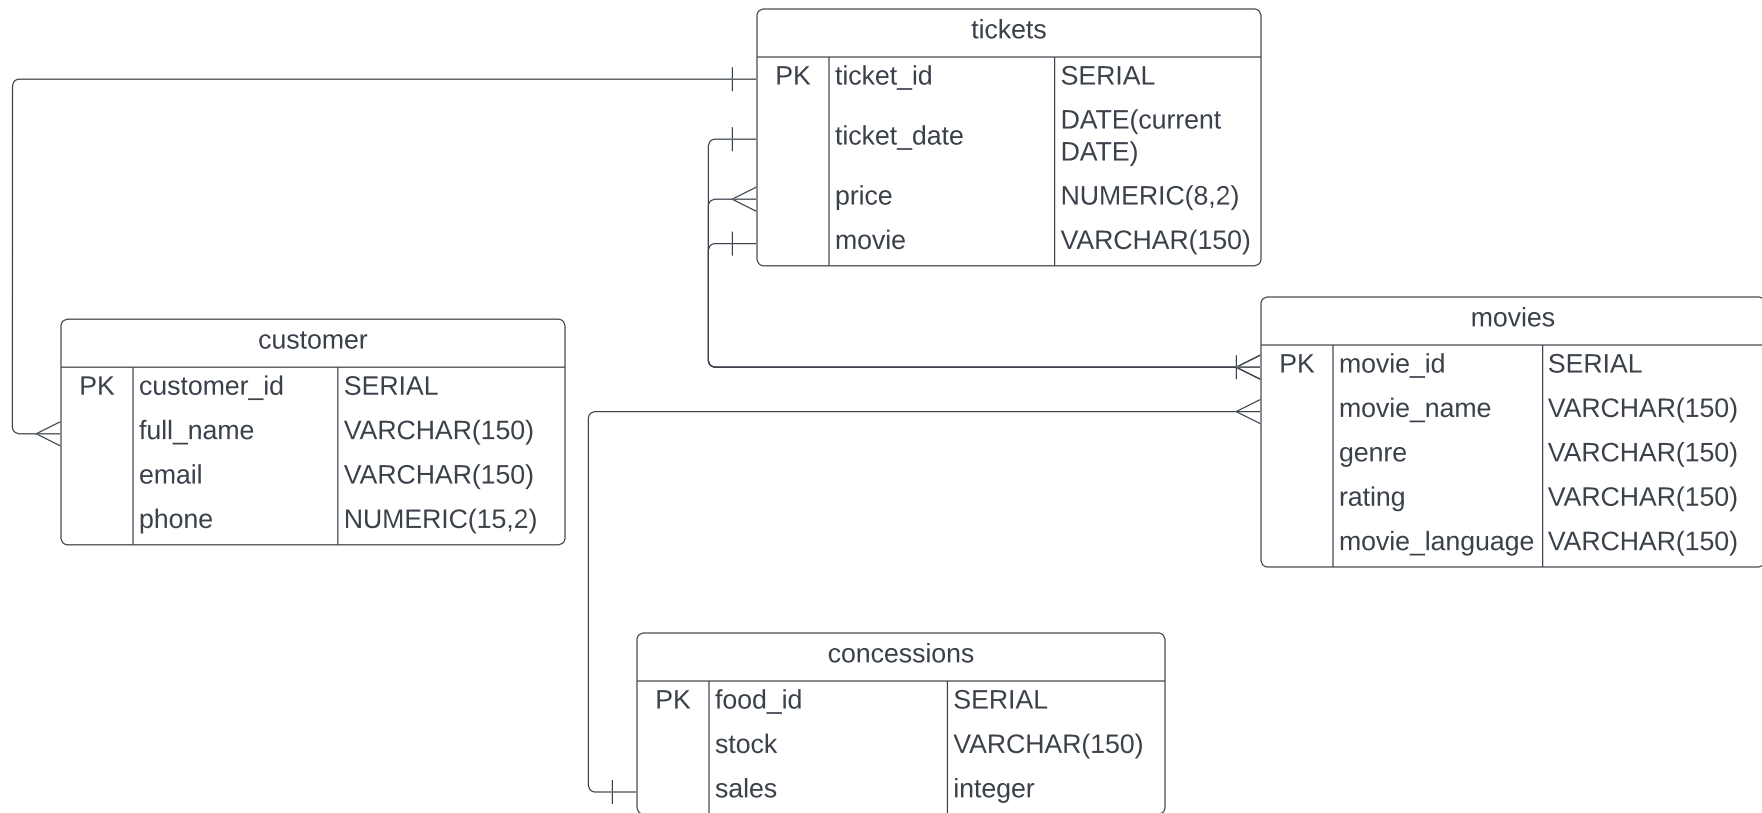 tickets
PK ticket_id SERIAL
ticket_date DATE(current
DATE)
price NUMERIC(8,2)
movie VARCHAR(150)
customer
PK customer_id SERIAL
full_name VARCHAR(150)
email VARCHAR(150)
phone NUMERIC(15,2)
movies
PK movie_id SERIAL
movie_name VARCHAR(150)
genre VARCHAR(150)
rating VARCHAR(150)
movie_language VARCHAR(150)
concessions
PK food_id SERIAL
stock VARCHAR(150)
sales integer